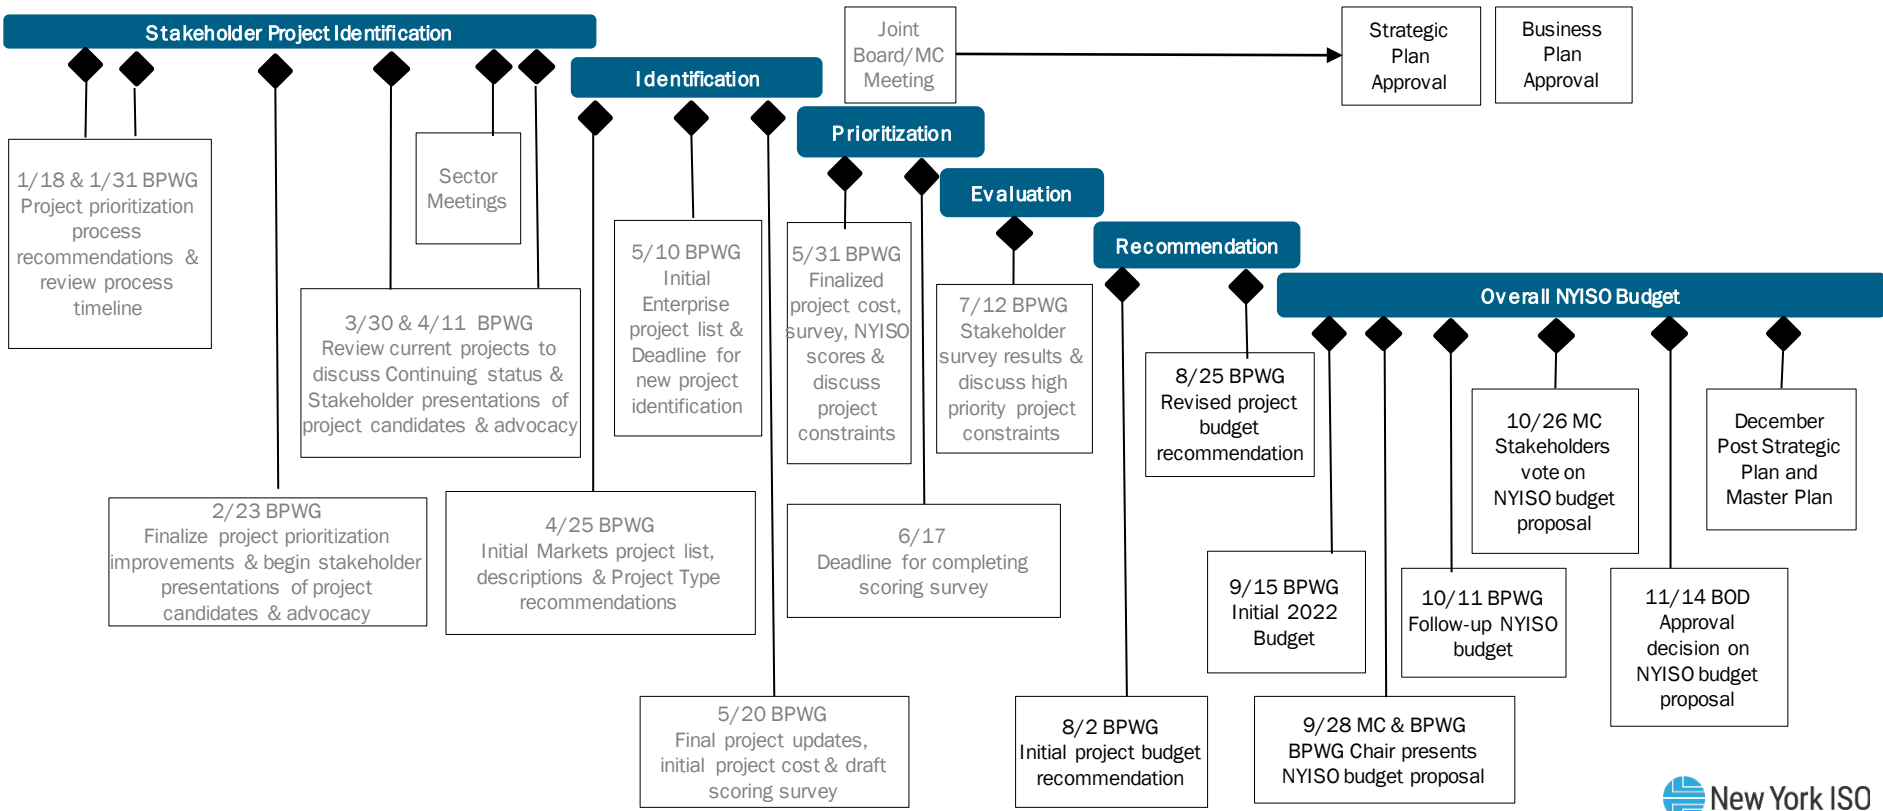 Stakeholder Project Identification
Identification
Prioritization
Evaluation
Recommendation
Overall NYISO Budget
Joint
Board/MC
Meeting
Strategic
Plan
Approval
Business
Plan
Approval
1/18 & 1/31 BPWG
Project prioritization
process
recommendations &
review process
timeline
2/23 BPWG
Finalize project prioritization
improvements & begin stakeholder
presentations of project
candidates & advocacy
3/30 & 4/11 BPWG
Review current projects to
discuss Continuing status &
Stakeholder presentations of
project candidates & advocacy
Sector
Meetings
4/25 BPWG
Initial Markets project list,
descriptions & Project Type
recommendations
5/10 BPWG
Initial
Enterprise
project list &
Deadline for
new project
identification
5/20 BPWG
Final project updates,
initial project cost & draft
scoring survey
5/31 BPWG
Finalized
project cost,
survey, NYISO
scores &
discuss
project
constraints
6/17
Deadline for completing
scoring survey
7/12 BPWG
Stakeholder
survey results &
discuss high
priority project
constraints
8/2 BPWG
Initial project budget
recommendation
8/25 BPWG
Revised project
budget
recommendation
9/15 BPWG
Initial 2022
Budget
9/28 MC & BPWG
BPWG Chair presents
NYISO budget proposal
10/11 BPWG
Follow-up NYISO
budget
10/26 MC
Stakeholders
vote on
NYISO budget
proposal
11/14 BOD
Approval
decision on
NYISO budget
proposal
December
Post Strategic
Plan and
Master Plan
New York ISO